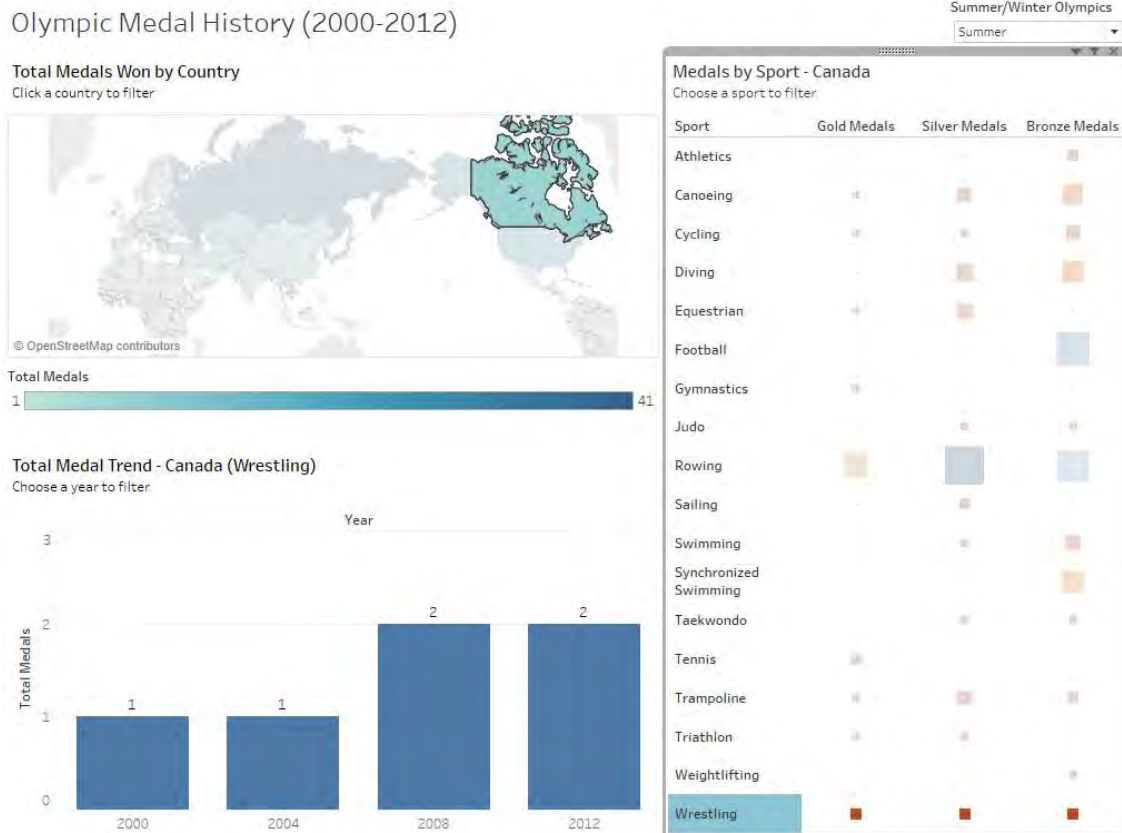 Olympic Medal History (2000-2012)
Summer/Winter Olympics
Summer
Total Medals Won by Country
Click a country to filter
© OpenStreetMap contributors
Total Medals
1 41
Total Medal Trend - Canada (Wrestling)
Choose a year to filter
Year
Total Medals
3
2
1
0
1 1 2 2
2000 2004 2008 2012
Medals by Sport - Canada
Choose a sport to filter
Sport Gold Medals Silver Medals Bronze Medals
Athletics
Canoeing
Cycling
Diving
Equestrian
Football
Gymnastics
Judo
Rowing
Sailing
Swimming
Synchronized
Swimming
Taekwondo
Tennis
Trampoline
Triathlon
Weightlifting
Wrestling